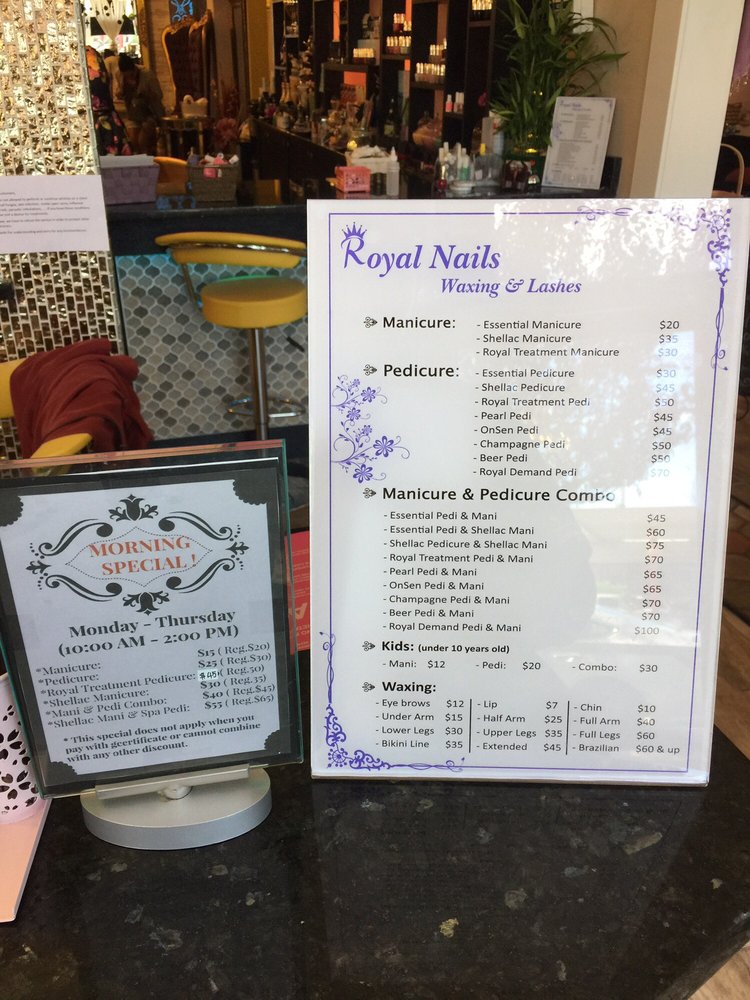 Royal Nails
Waxing & Lashes
Manicure:
- Essential Manicure $20
- Shellac Manicure $35
- Royal Treatment Manicure $30
Pedicure:
- Essential Pedicure $30
- Shellac Pedicure $45
- Royal Treatment Pedi $50
- Pearl Pedi $45
- OnSen Pedi $45
- Champagne Pedi $50
- Beer Pedi $50
- Royal Demand Pedi $70
Manicure & Pedicure Combo
- Essential Pedi & Mani $45
- Essential Pedi & Shellac Mani $60
- Shellac Pedicure & Shellac Mani $75
- Royal Treatment Pedi & Mani $70
- Pearl Pedi & Mani $65
- OnSen Pedi & Mani $65
- Champagne Pedi & Mani $70
- Beer Pedi & Mani $70
- Royal Demand Pedi & Mani $100
Kids: (under 10 years old)
- Mani: $12 - Pedi: $20 - Combo: $30
Waxing:
- Eye brows $12 - Lip $7 - Chin $10
- Under Arm $15 - Half Arm $25 - Full Arm $40
- Lower Legs $30 - Upper Legs $35 - Full Legs $60
- Bikini Line $35 - Extended $45 - Brazilian $60 & up
MORNING
SPECIAL!
Monday - Thursday
(10:00 AM - 2:00 PM)
*Manicure: $15 ( Reg.$20)
*Pedicure: $25 ( Reg.$30)
*Royal Treatment Pedicure: $45 ( Reg.50)
*Shellac Manicure: $30 ( Reg.35)
*Mani & Pedi Combo: $40 ( Reg.$45)
*Shellac Mani & Spa Pedi: $55 ( Reg.$65)
* This special does not apply when you
pay with gcertificate or cannot combine
with any other discount.
Royal Nails